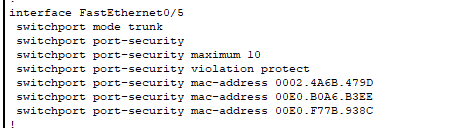 !
interface FastEthernet0/5
switchport mode trunk
switchport port-security
switchport port-security maximum 10
switchport port-security violation protect
switchport port-security mac-address 0002.4A6B.479D
switchport port-security mac-address 00E0.B0A6.B3EE
switchport port-security mac-address 00E0.F77B.938C
!